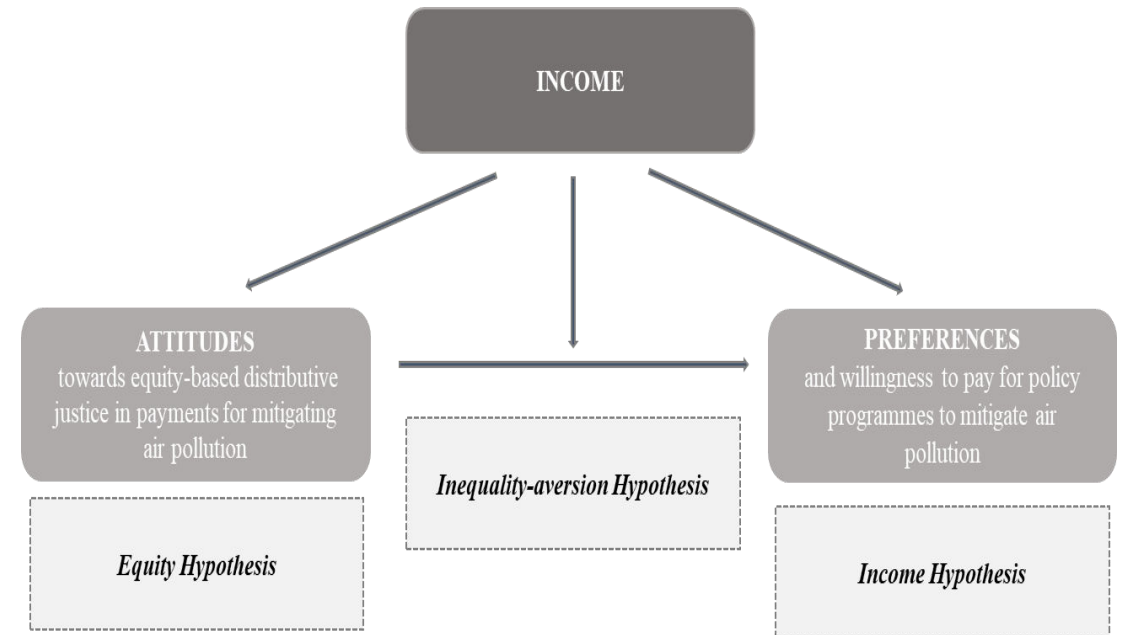 INCOME
ATTITUDES
towards equity-based distributive
justice in payments for mitigating
air pollution
PREFERENCES
and willingness to pay for policy
programmes to mitigate air
pollution
Inequality-aversion Hypothesis
Equity Hypothesis
Income Hypothesis